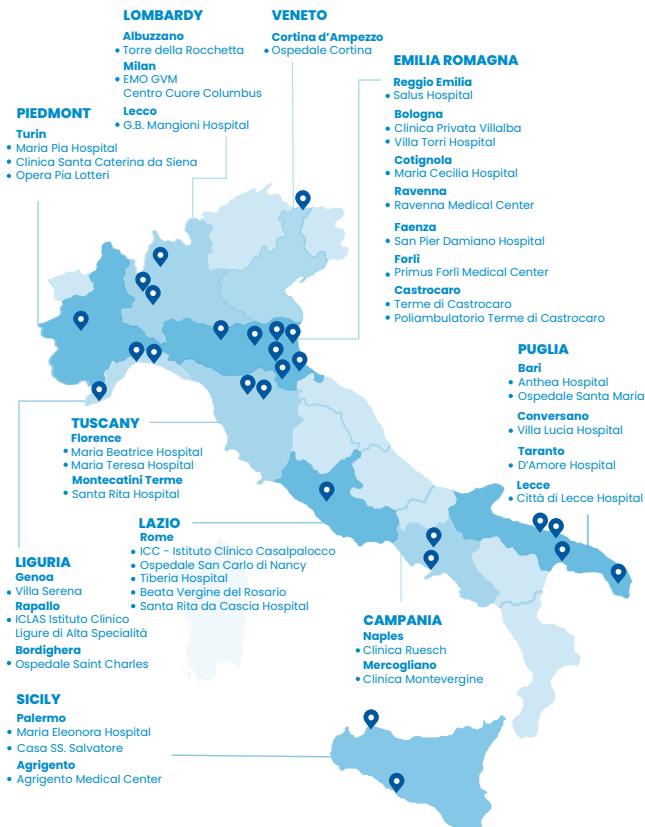 LOMBARDY
Albuzzano
• Torre della Rocchetta
Milan
• EMO GVM
Centro Cuore Columbus
Lecco
• G.B. Mangioni Hospital
VENETO
Cortina d’Ampezzo
• Ospedale Cortina
EMILIA ROMAGNA
Reggio Emilia
• Salus Hospital
Bologna
• Clinica Privata Villalba
• Villa Torri Hospital
Cotignola
• Maria Cecilia Hospital
Ravenna
• Ravenna Medical Center
Faenza
• San Pier Damiano Hospital
Forlì
• Primus Forlì Medical Center
Castrocaro
• Terme di Castrocaro
• Poliambulatorio Terme di Castrocaro
PIEDMONT
Turin
• Maria Pia Hospital
• Clinica Santa Caterina da Siena
• Opera Pia Lotteri
PUGLIA
Bari
• Anthea Hospital
• Ospedale Santa Maria
Conversano
• Villa Lucia Hospital
Taranto
• D’Amore Hospital
Lecce
• Città di Lecce Hospital
TUSCANY
Florence
• Maria Beatrice Hospital
• Maria Teresa Hospital
Montecatini Terme
• Santa Rita Hospital
LAZIO
Rome
• ICC - Istituto Clinico Casalpalocco
• Ospedale San Carlo di Nancy
• Tiberia Hospital
• Beata Vergine del Rosario
• Santa Rita da Cascia Hospital
LIGURIA
Genoa
• Villa Serena
Rapallo
• ICLAS Istituto Clinico
Ligure di Alta Specialità
Bordighera
• Ospedale Saint Charles
CAMPANIA
Naples
• Clinica Ruesch
Mercogliano
• Clinica Montevergine
SICILY
Palermo
• Maria Eleonora Hospital
• Casa SS. Salvatore
Agrigento
• Agrigento Medical Center